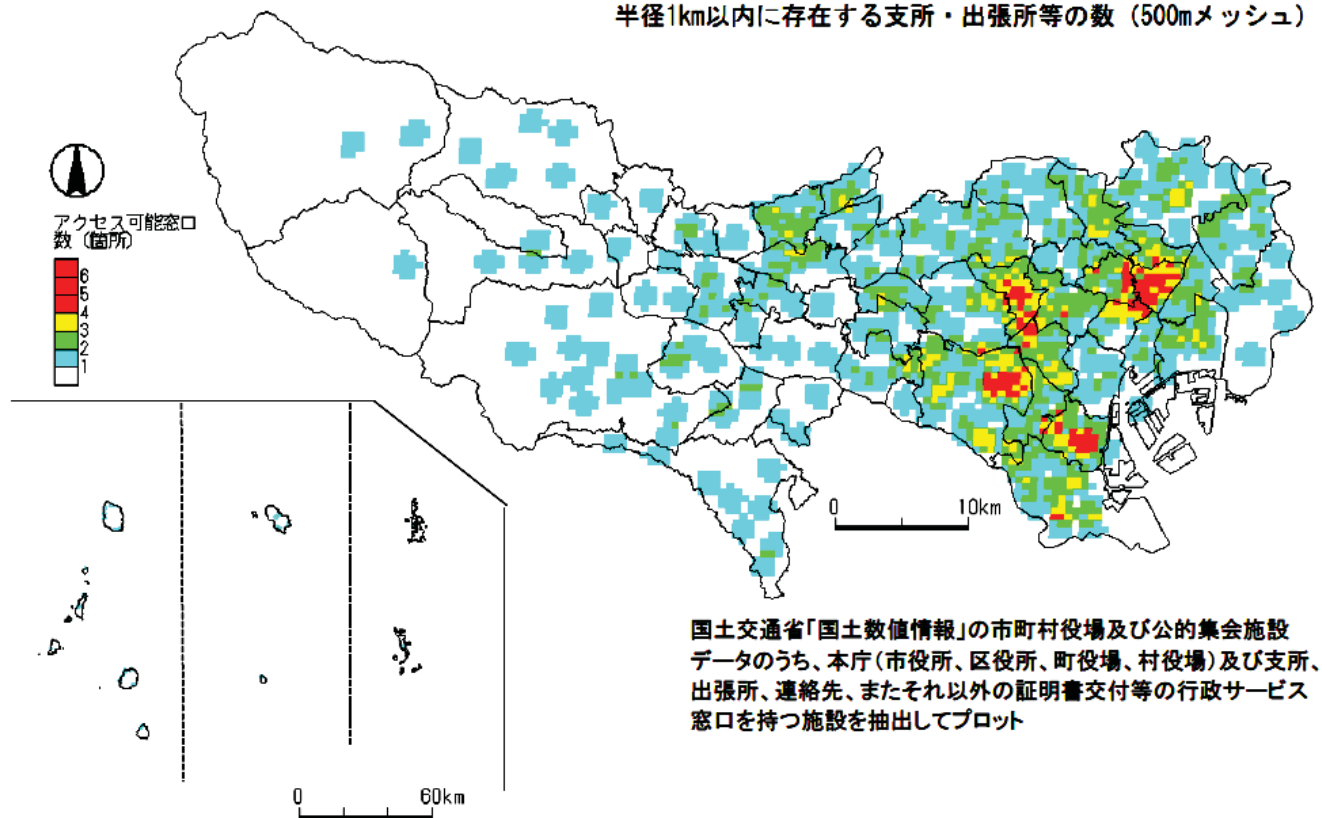 半径1km以内に存在する支所・出張所等の数（500mメッシュ）
アクセス可能窓口
数（箇所）
6
5
4
3
2
1
0 10km
国土交通省「国土数値情報」の市町村役場及び公的集会施設
データのうち、本庁（市役所、区役所、町役場、村役場）及び支所、
出張所、連絡先、またそれ以外の証明書交付等の行政サービス
窓口を持つ施設を抽出してプロット
0 60km